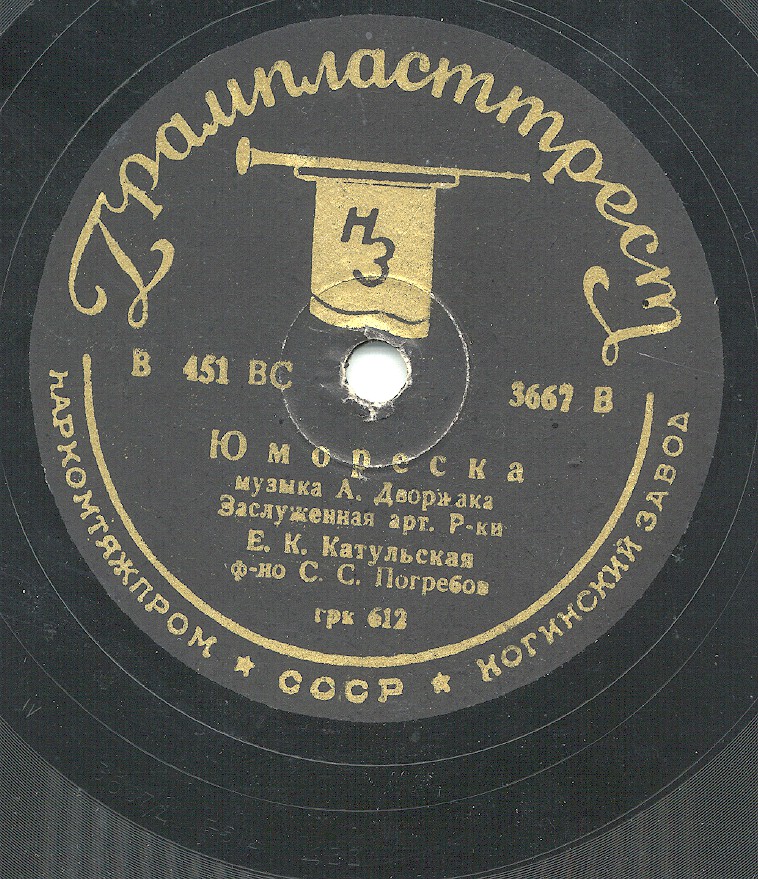 Грампласттрест
НЗ
В 451 ВС
3667 В
Юмореска
музыка А. Дворжака
Заслуженная арт. Р-ки
Е. К. Катульская
ф-но С. С. Погребов
грк 612
НАРКОМТЯЖПРОМ ★ СССР ★ НОГИНСКИЙ ЗАВОД